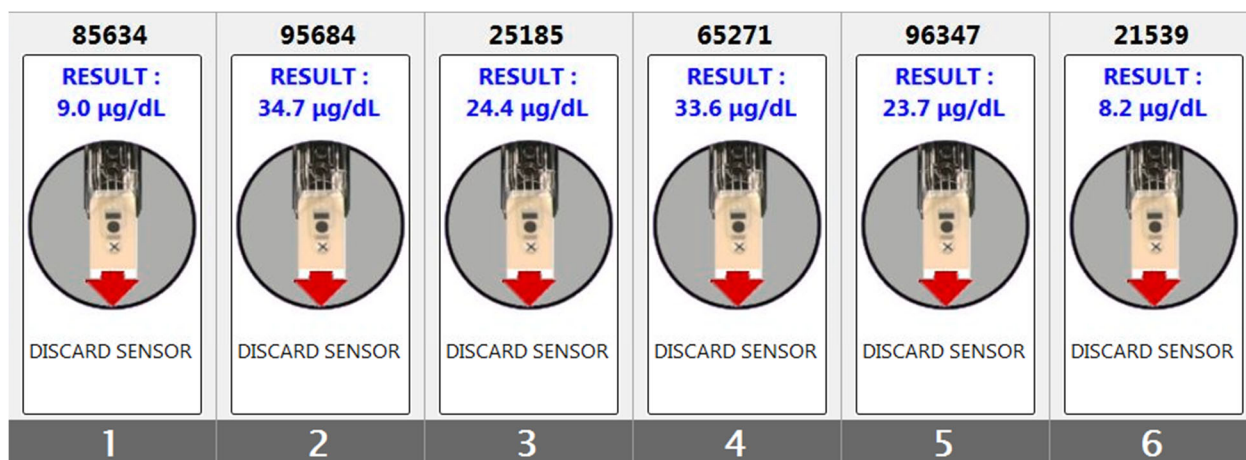 85634
RESULT :
9.0 µg/dL
DISCARD SENSOR
1
95684
RESULT :
34.7 µg/dL
DISCARD SENSOR
2
25185
RESULT :
24.4 µg/dL
DISCARD SENSOR
3
65271
RESULT :
33.6 µg/dL
DISCARD SENSOR
4
96347
RESULT :
23.7 µg/dL
DISCARD SENSOR
5
21539
RESULT :
8.2 µg/dL
DISCARD SENSOR
6